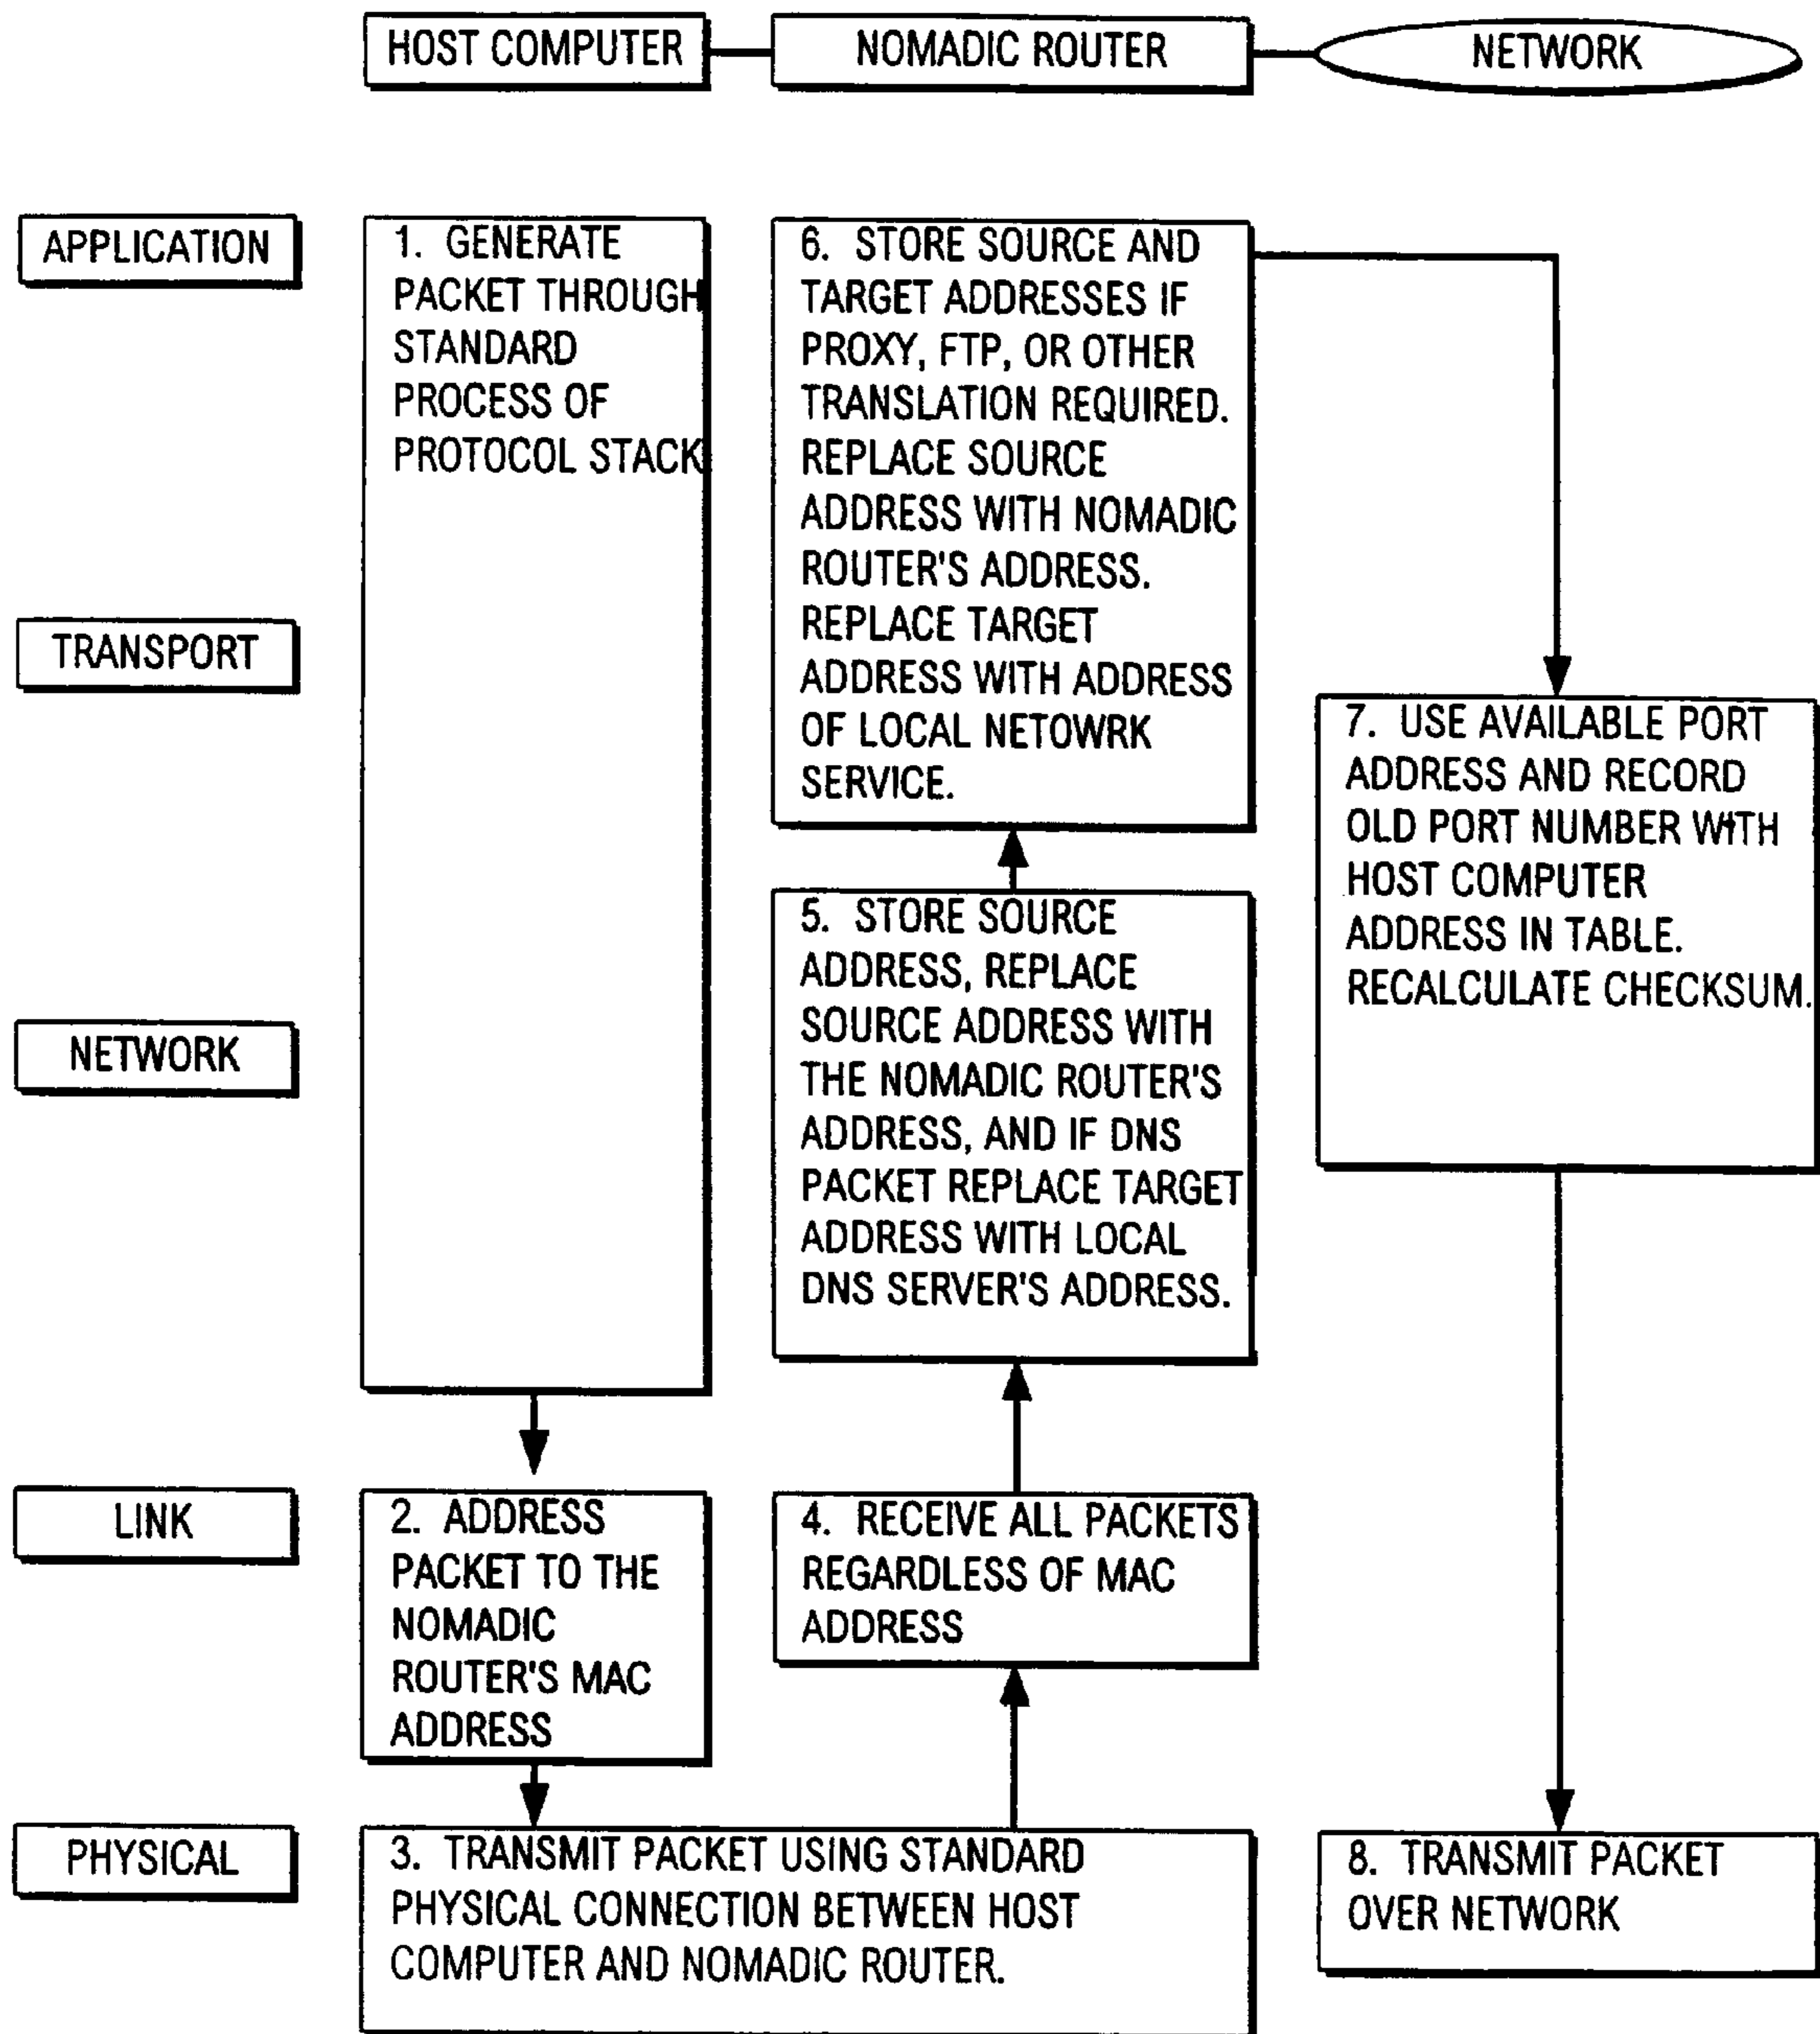 HOST COMPUTER
NOMADIC ROUTER
NETWORK
APPLICATION
TRANSPORT
NETWORK
LINK
PHYSICAL
1. GENERATE
PACKET THROUGH
STANDARD
PROCESS OF
PROTOCOL STACK
2. ADDRESS
PACKET TO THE
NOMADIC
ROUTER'S MAC
ADDRESS
3. TRANSMIT PACKET USING STANDARD
PHYSICAL CONNECTION BETWEEN HOST
COMPUTER AND NOMADIC ROUTER.
4. RECEIVE ALL PACKETS
REGARDLESS OF MAC
ADDRESS
5. STORE SOURCE
ADDRESS, REPLACE
SOURCE ADDRESS WITH
THE NOMADIC ROUTER'S
ADDRESS, AND IF DNS
PACKET REPLACE TARGET
ADDRESS WITH LOCAL
DNS SERVER'S ADDRESS.
6. STORE SOURCE AND
TARGET ADDRESSES IF
PROXY, FTP, OR OTHER
TRANSLATION REQUIRED.
REPLACE SOURCE
ADDRESS WITH NOMADIC
ROUTER'S ADDRESS.
REPLACE TARGET
ADDRESS WITH ADDRESS
OF LOCAL NETOWRK
SERVICE.
7. USE AVAILABLE PORT
ADDRESS AND RECORD
OLD PORT NUMBER WITH
HOST COMPUTER
ADDRESS IN TABLE.
RECALCULATE CHECKSUM.
8. TRANSMIT PACKET
OVER NETWORK